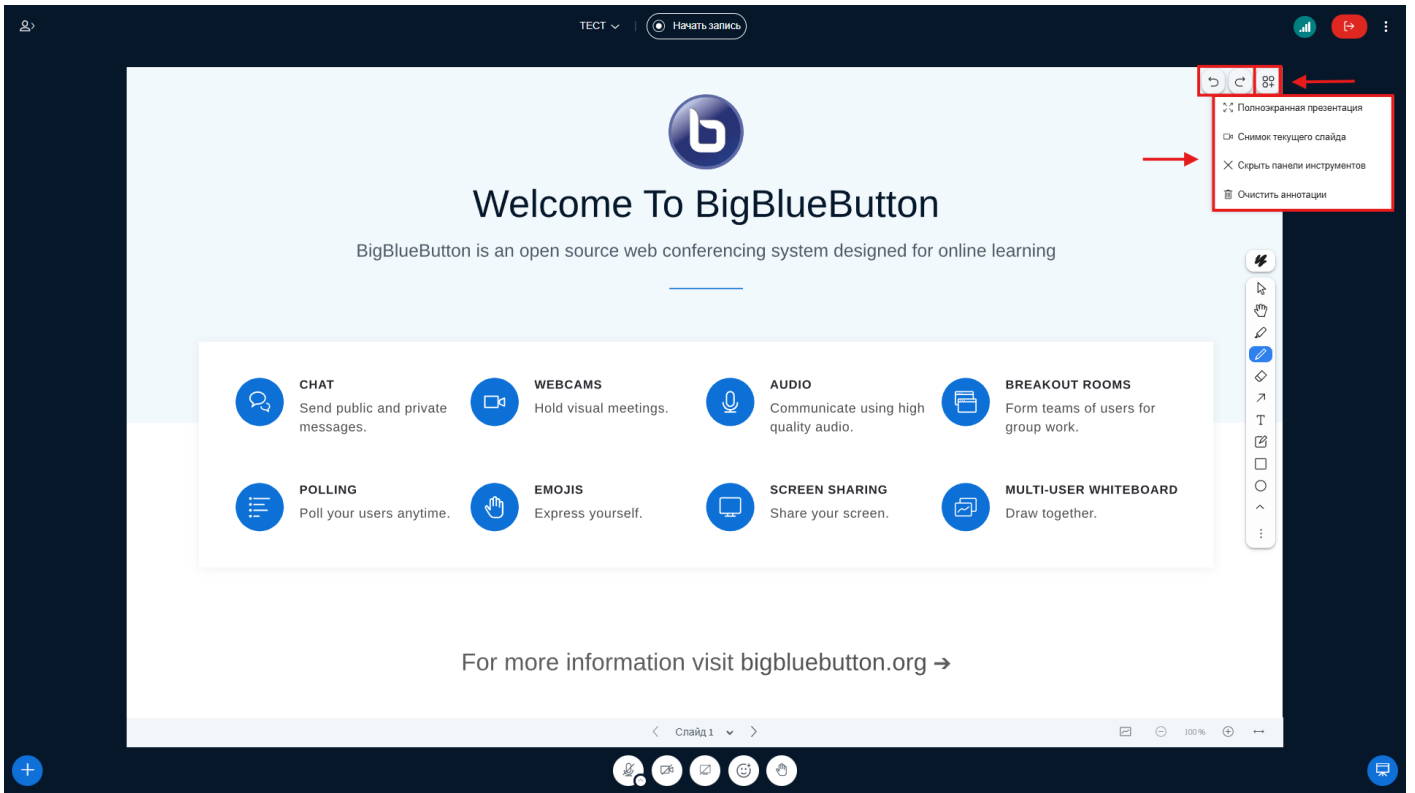 ТЕСТ
Начать запись
Полноэкранная презентация
Снимок текущего слайда
Скрыть панели инструментов
Очистить аннотации
Welcome To BigBlueButton
BigBlueButton is an open source web conferencing system designed for online learning
CHAT
Send public and private
messages.
WEBCAMS
Hold visual meetings.
AUDIO
Communicate using high
quality audio.
BREAKOUT ROOMS
Form teams of users for
group work.
POLLING
Poll your users anytime.
EMOJIS
Express yourself.
SCREEN SHARING
Share your screen.
MULTI-USER WHITEBOARD
Draw together.
For more information visit bigbluebutton.org →
Слайд 1
100 %